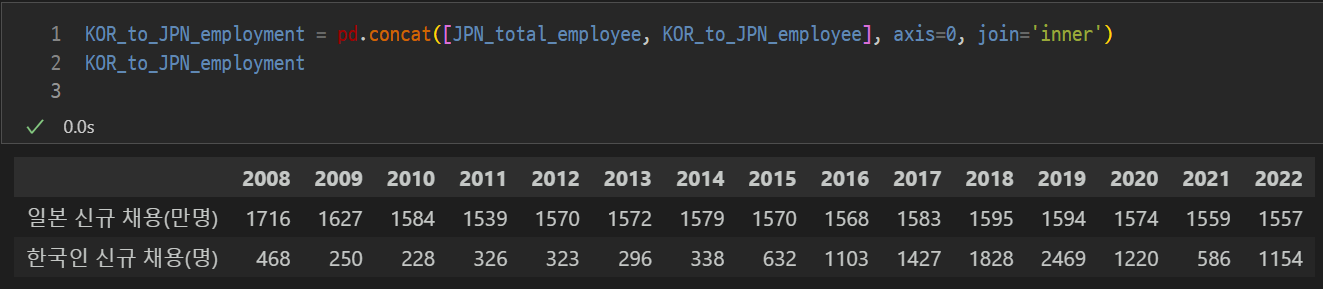 1 KOR_to_JPN_employment = pd.concat([JPN_total_employee, KOR_to_JPN_employee], axis=0, join='inner')
2 KOR_to_JPN_employment
3
0.0s
2008 2009 2010 2011 2012 2013 2014 2015 2016 2017 2018 2019 2020 2021 2022
일본 신규 채용(만명) 1716 1627 1584 1539 1570 1572 1579 1570 1568 1583 1595 1594 1574 1559 1557
한국인 신규 채용(명) 468 250 228 326 323 296 338 632 1103 1427 1828 2469 1220 586 1154